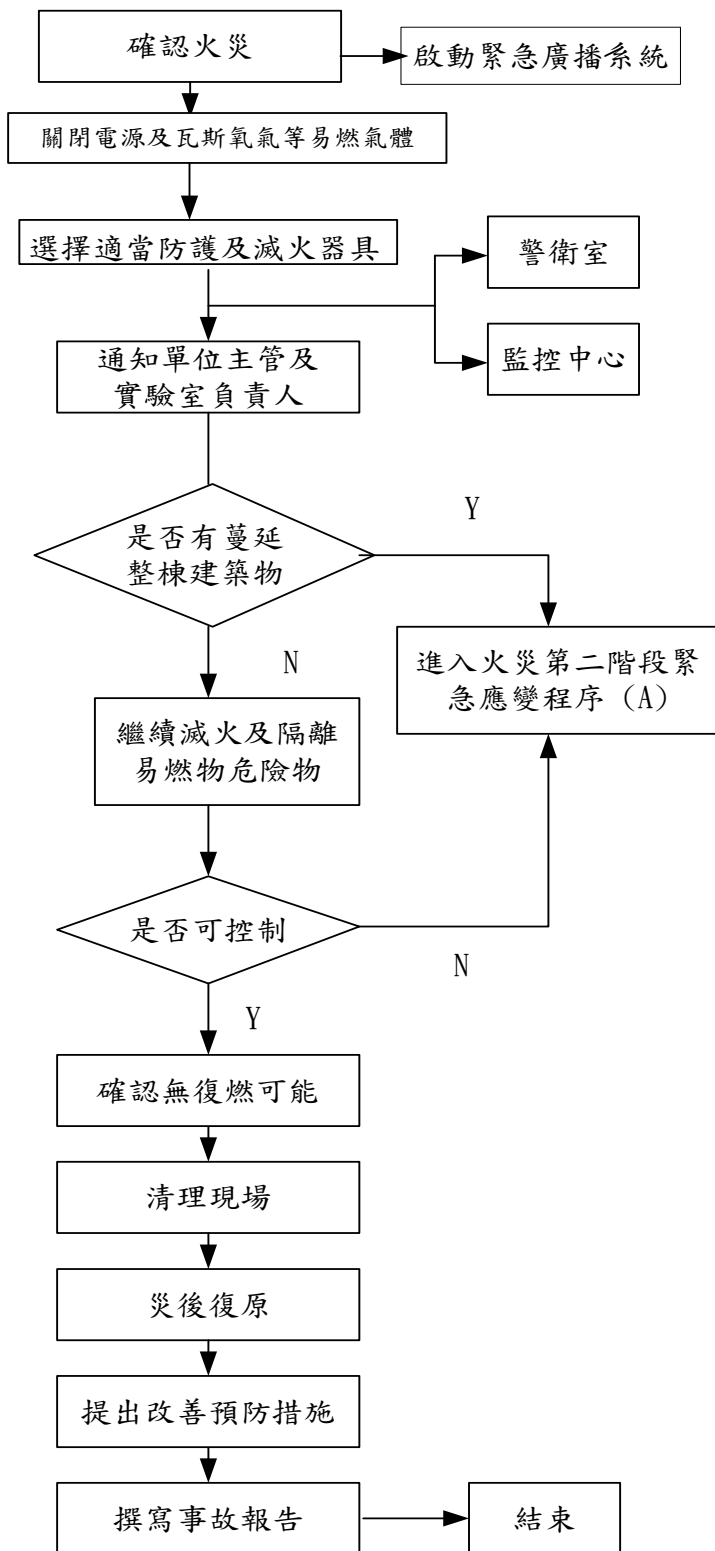 確認火災
啟動緊急廣播系統
關閉電源及瓦斯氧氣等易燃氣體
選擇適當防護及滅火器具
警衛室
監控中心
通知單位主管及
實驗室負責人
是否有蔓延
整棟建築物
Y
N
進入火災第二階段緊
急應變程序 (A)
繼續滅火及隔離
易燃物危險物
是否可控制
N
Y
確認無復燃可能
清理現場
災後復原
提出改善預防措施
撰寫事故報告
結束